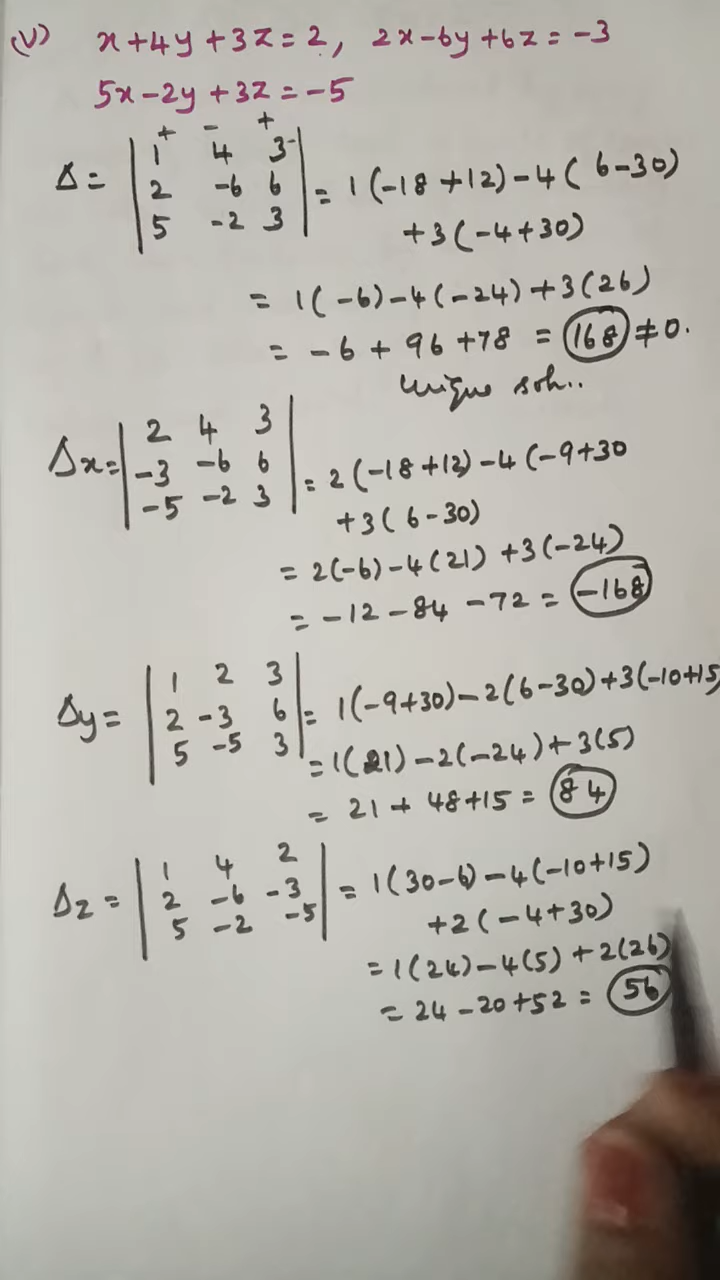 (V) x+4y+3z=2, 2x-6y+6z=-3
5x-2y+3z=-5
+ - +
Δ= | 1 4 3 |
| 2 -6 6 | = 1(-18+12)-4(6-30)
| 5 -2 3 | +3(-4+30)
= 1(-6)-4(-24)+3(26)
= -6+96+78 = 168 ≠0.
unique soln..
Δx= | 2 4 3 |
| -3 -6 6 | = 2(-18+12)-4(-9+30
| -5 -2 3 | +3(6-30)
= 2(-6)-4(21)+3(-24)
= -12-84-72 = -168
Δy= | 1 2 3 |
| 2 -3 6 | = 1(-9+30)-2(6-30)+3(-10+15)
| 5 -5 3 | = 1(21)-2(-24)+3(5)
= 21+48+15 = 84
Δz= | 1 4 2 |
| 2 -6 -3 | = 1(30-6)-4(-10+15)
| 5 -2 -5 | +2(-4+30)
= 1(24)-4(5)+2(26)
= 24-20+52 = 56